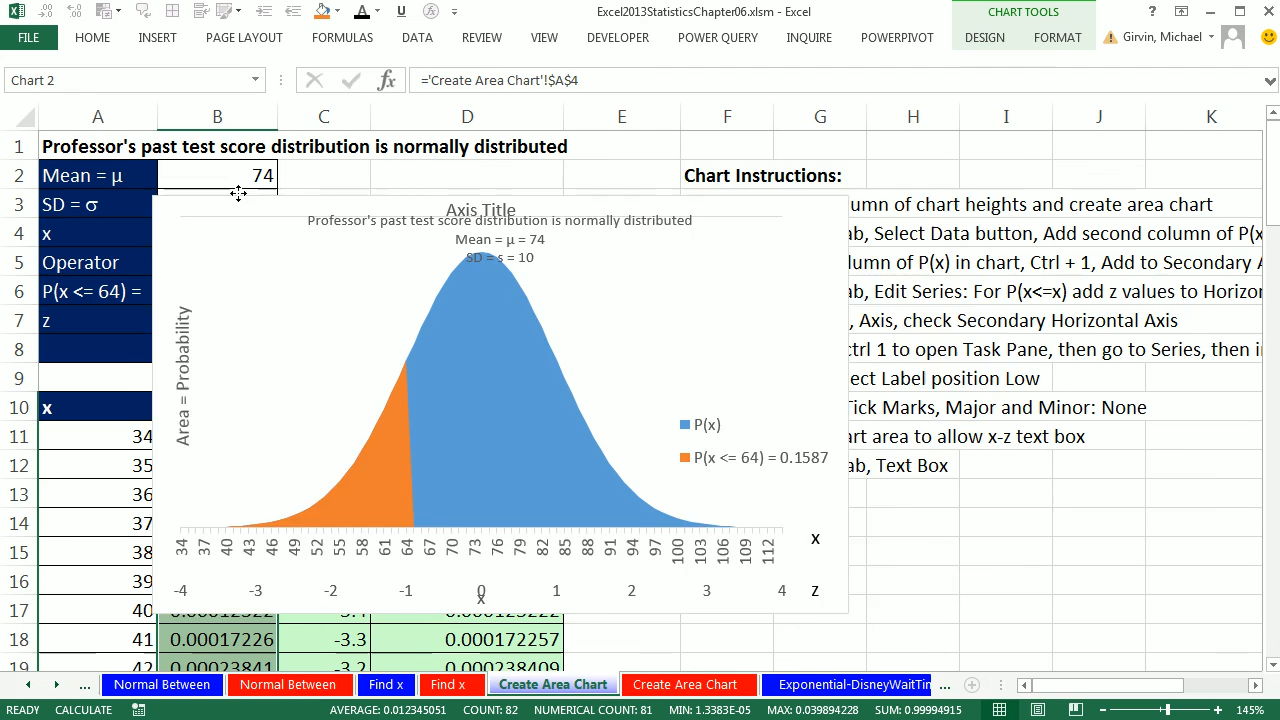 Excel2013StatisticsChapter06.xlsm - Excel
CHART TOOLS
FILE HOME INSERT PAGE LAYOUT FORMULAS DATA REVIEW VIEW DEVELOPER POWER QUERY INQUIRE POWERPIVOT DESIGN FORMAT Girvin, Michael
Chart 2 fx ='Create Area Chart'!$A$4
A B C D E F G H I J K
1 Professor's past test score distribution is normally distributed
2 Mean = µ 74 Chart Instructions:
3 SD = σ olumn of chart heights and create area chart
4 x ab, Select Data button, Add second column of P(x
5 Operator lumn of P(x) in chart, Ctrl + 1, Add to Secondary A
6 P(x <= 64) = ab, Edit Series: For P(x<=x) add z values to Horizon
7 z , Axis, check Secondary Horizontal Axis
8 ctrl 1 to open Task Pane, then go to Series, then i
9 ect Label position Low
10 x Tick Marks, Major and Minor: None
11 34 art area to allow x-z text box
12 35 ab, Text Box
13 36
14 37
15 38
16 39
17 40 0.00012322 -3.4 0.000123222
18 41 0.00017226 -3.3 0.000172257
19 42 0.00023841 -3.2 0.000238409
Axis Title
Professor's past test score distribution is normally distributed
Mean = µ = 74
SD = s = 10
Area = Probability
P(x)
P(x <= 64) = 0.1587
34 37 40 43 46 49 52 55 58 61 64 67 70 73 76 79 82 85 88 91 94 97 100 103 106 109 112 x
-4 -3 -2 -1 0 1 2 3 4 z
x
... Normal Between Normal Between Find x Find x Create Area Chart Create Area Chart Exponential-DisneyWaitTin ...
READY CALCULATE AVERAGE: 0.012345051 COUNT: 82 NUMERICAL COUNT: 81 MIN: 1.3383E-05 MAX: 0.039894228 SUM: 0.99994915 145%